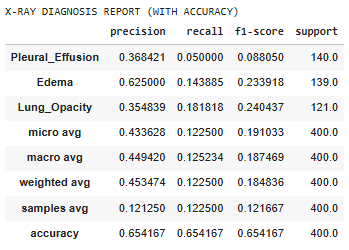 X-RAY DIAGNOSIS REPORT (WITH ACCURACY)
precision recall f1-score support
Pleural_Effusion 0.368421 0.050000 0.088050 140.0
Edema 0.625000 0.143885 0.233918 139.0
Lung_Opacity 0.354839 0.181818 0.240437 121.0
micro avg 0.433628 0.122500 0.191033 400.0
macro avg 0.449420 0.125234 0.187469 400.0
weighted avg 0.453474 0.122500 0.184836 400.0
samples avg 0.121250 0.122500 0.121667 400.0
accuracy 0.654167 0.654167 0.654167 400.0